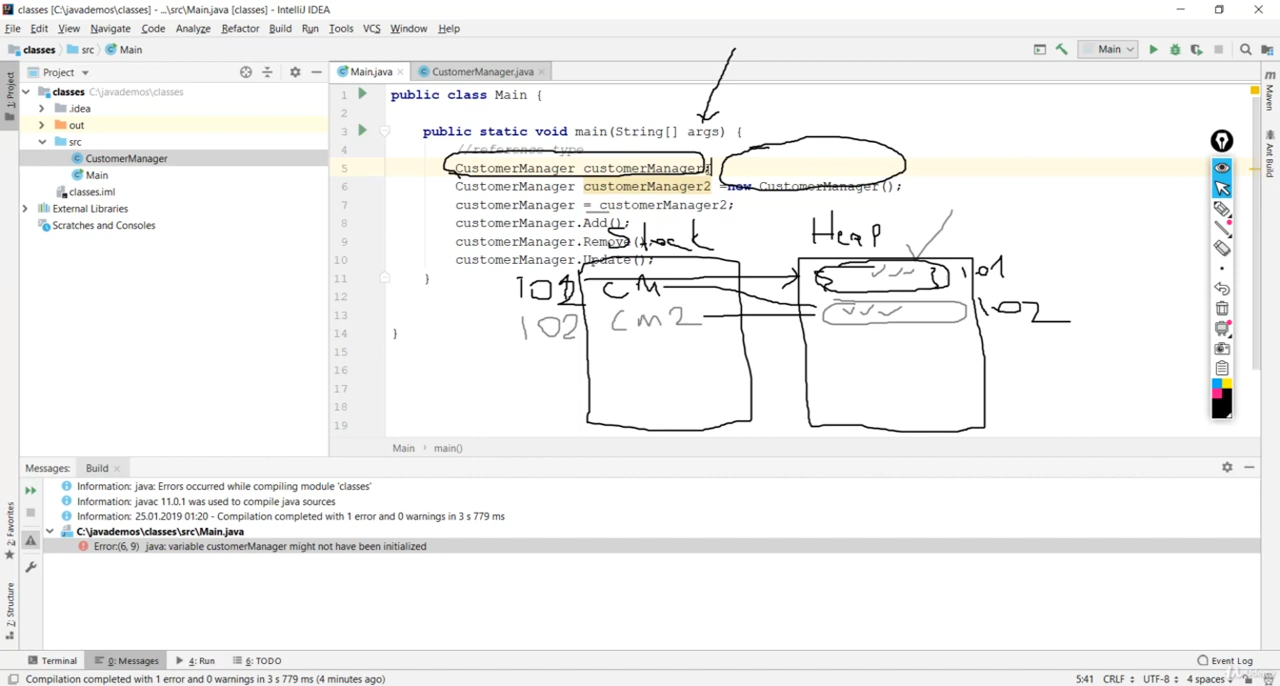 classes [C:\javademos\classes] - ...\src\Main.java [classes] - IntelliJ IDEA
File Edit View Navigate Code Analyze Refactor Build Run Tools VCS Window Help
classes src Main Main
Project Main.java CustomerManager.java
classes C:\javademos\classes
.idea
out
src
CustomerManager
Main
classes.iml
External Libraries
Scratches and Consoles
1: Project
1 public class Main {
2
3 public static void main(String[] args) {
4 //reference type
5 CustomerManager customerManager;
6 CustomerManager customerManager2 =new CustomerManager();
7 customerManager = customerManager2;
8 customerManager.Add();
9 customerManager.Remove();
10 customerManager.Update();
11 }
12
13
14 }
15
16
17
18
19
Stack Heap
101 CM 101
102 CM2 102
Maven
Ant Build
Main main()
Messages: Build
Information: java: Errors occurred while compiling module 'classes'
Information: javac 11.0.1 was used to compile java sources
Information: 25.01.2019 01:20 - Compilation completed with 1 error and 0 warnings in 3 s 779 ms
C:\javademos\classes\src\Main.java
Error:(6, 9) java: variable customerManager might not have been initialized
2: Favorites
Z: Structure
Terminal 0: Messages 4: Run 6: TODO Event Log
Compilation completed with 1 error and 0 warnings in 3 s 779 ms (4 minutes ago) 5:41 CRLF UTF-8 4 spaces